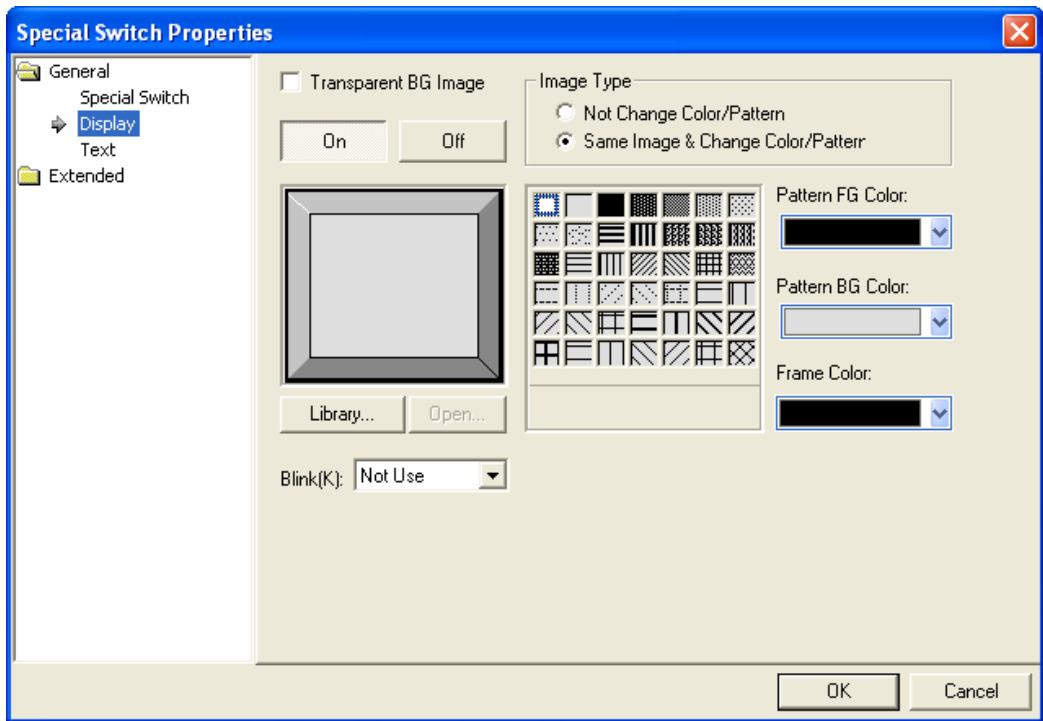 Special Switch Properties
General
Special Switch
Display
Text
Extended
Transparent BG Image
On
Off
Image Type
Not Change Color/Pattern
Same Image & Change Color/Pattern
Pattern FG Color:
Pattern BG Color:
Frame Color:
Library...
Open...
Blink(K):
Not Use
OK
Cancel